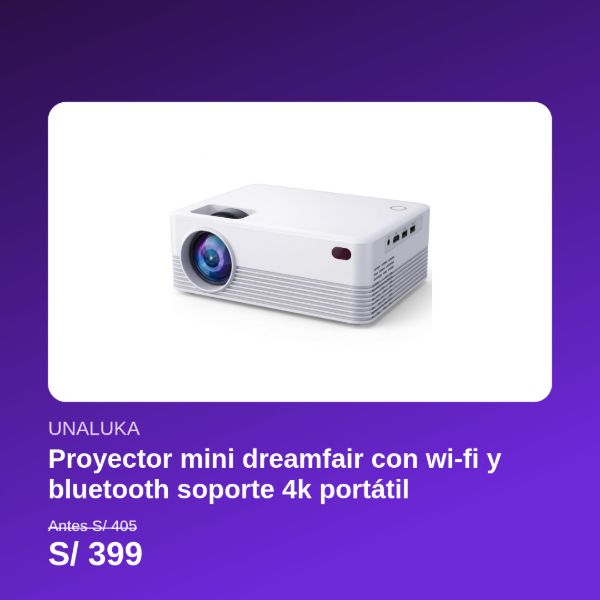 UNALUKA
Proyector mini dreamfair con wi-fi y
bluetooth soporte 4k portátil
Antes S/ 405
S/ 399